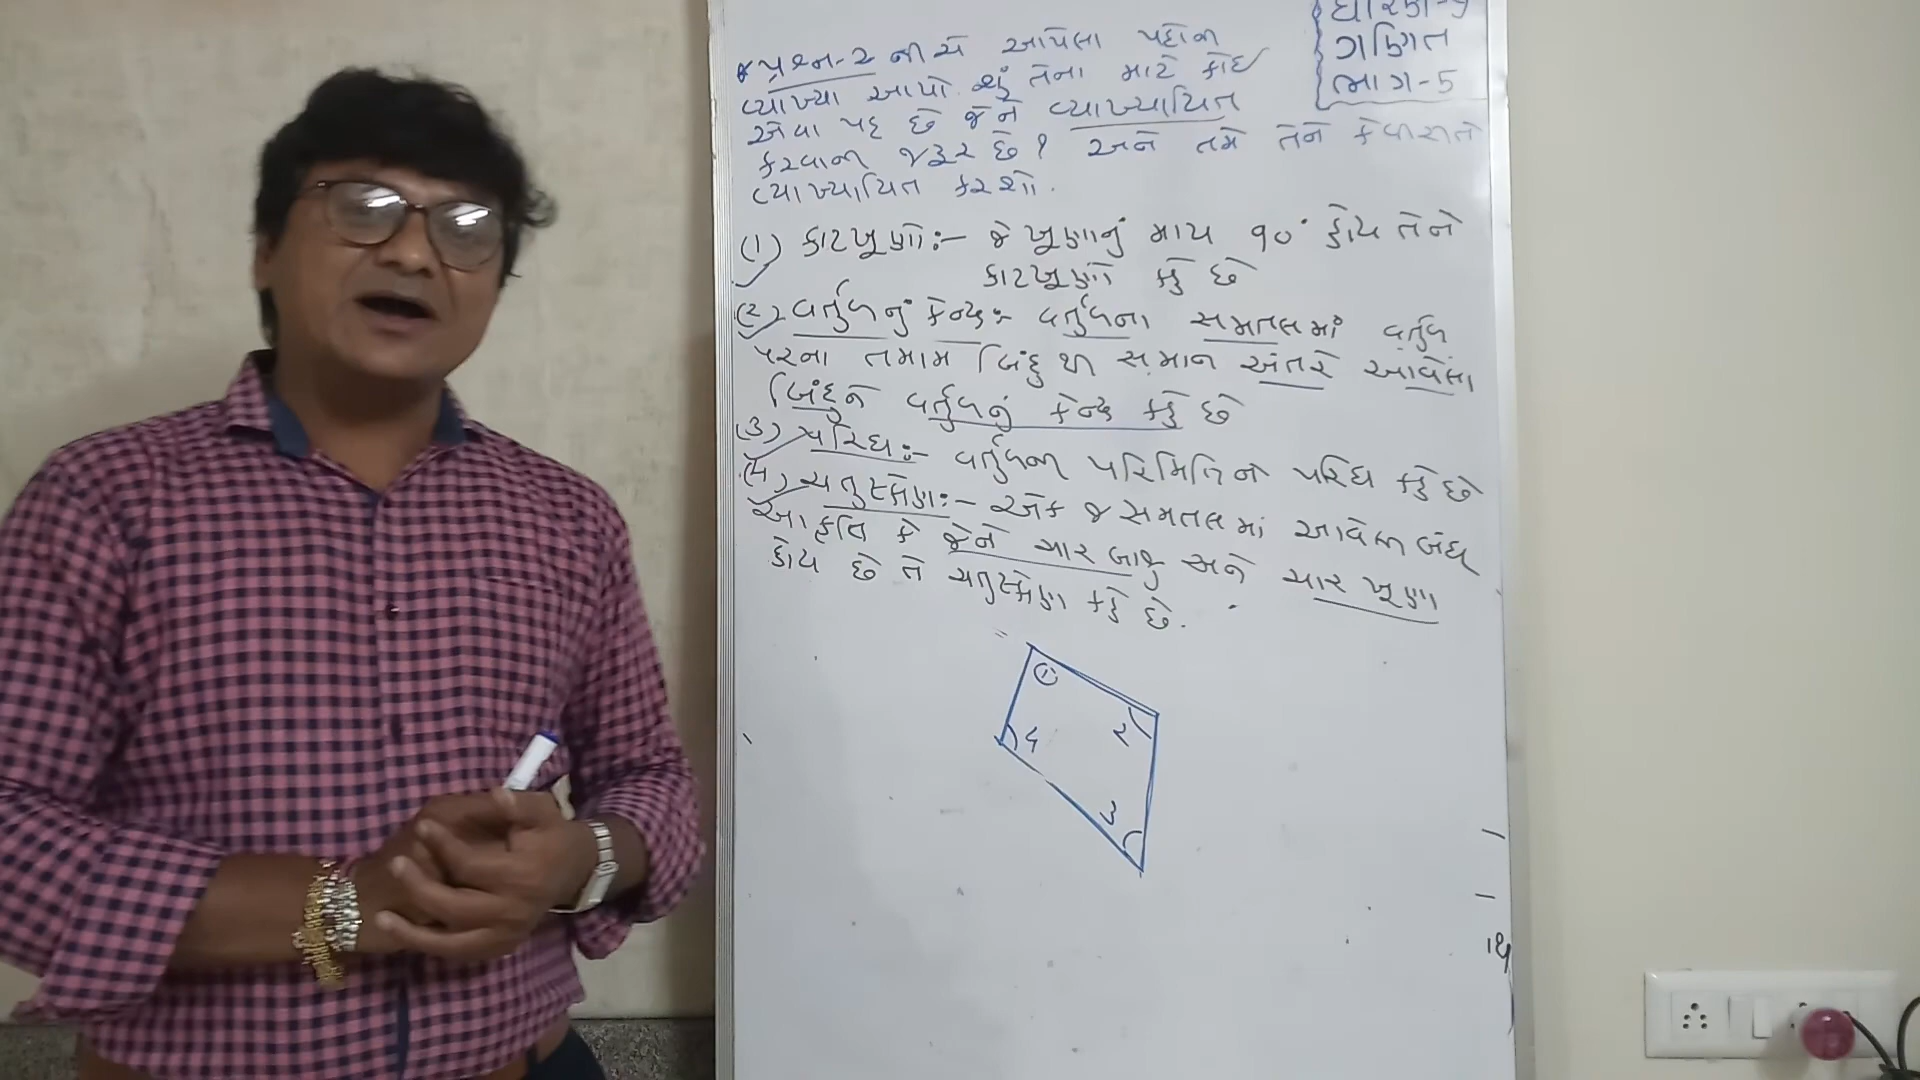 ધોરણ-9
ગણિત
ભાગ-5
* પ્રશ્ન-2 નીચે આપેલા પદોની
વ્યાખ્યા આપો. શું તેના માટે કોઈ
એવા પદ છે જેને વ્યાખ્યાયિત
કરવાની જરૂર છે? અને તમે તેને કેવી રીતે
વ્યાખ્યાયિત કરશો.
(1) કાટખૂણો:- જે ખૂણાનું માપ ૯૦° હોય તેને
કાટખૂણો કહે છે
(2) વર્તુળનું કેન્દ્ર:- વર્તુળના સમતલમાં વર્તુળ
પરના તમામ બિંદુથી સમાન અંતરે આવેલા
બિંદુને વર્તુળનું કેન્દ્ર કહે છે
(3) પરિઘ:- વર્તુળની પરિમિતિને પરિઘ કહે છે
(4) ચતુષ્કોણ:- એક જ સમતલમાં આવેલી બંધ
આકૃતિ કે જેને ચાર બાજુ અને ચાર ખૂણા
હોય છે તે ચતુષ્કોણ કહે છે.
1
2
4
3